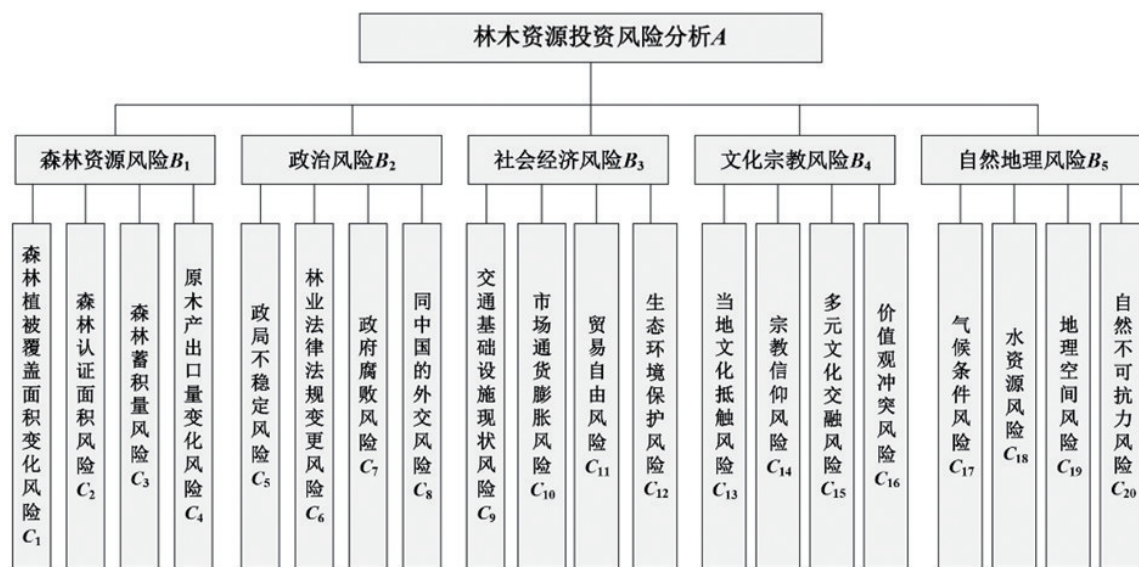 林木资源投资风险分析A
森林资源风险B₁
政治风险B₂
社会经济风险B₃
文化宗教风险B₄
自然地理风险B₅
森林植被覆盖面积变化风险C₁
森林认证面积风险C₂
森林蓄积量风险C₃
原木产出口量变化风险C₄
政局不稳定风险C₅
林业法律法规变更风险C₆
政府腐败风险C₇
同中国的外交风险C₈
交通基础设施现状风险C₉
市场通货膨胀风险C₁₀
贸易自由风险C₁₁
生态环境保护风险C₁₂
当地文化抵触风险C₁₃
宗教信仰风险C₁₄
多元文化交融风险C₁₅
价值观冲突风险C₁₆
气候条件风险C₁₇
水资源风险C₁₈
地理空间风险C₁₉
自然不可抗力风险C₂₀